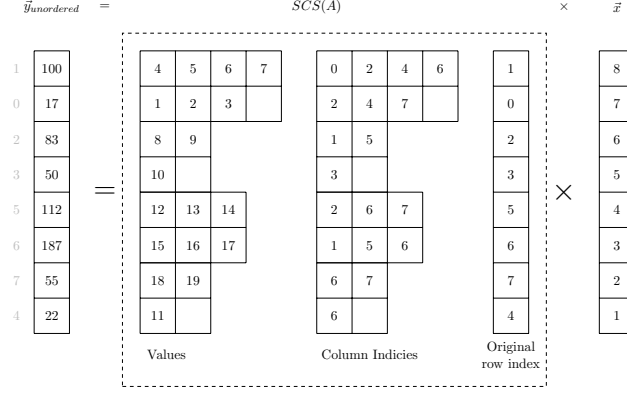 y⃗unordered = SCS(A) × x⃗
1 100 4 5 6 7 0 2 4 6 1 8
0 17 1 2 3 2 4 7 0 7
2 83 8 9 1 5 2 6
3 50 10 3 3 5
= ×
5 112 12 13 14 2 6 7 5 4
6 187 15 16 17 1 5 6 6 3
7 55 18 19 6 7 7 2
4 22 11 6 4 1
Values Column Indicies Original
row index